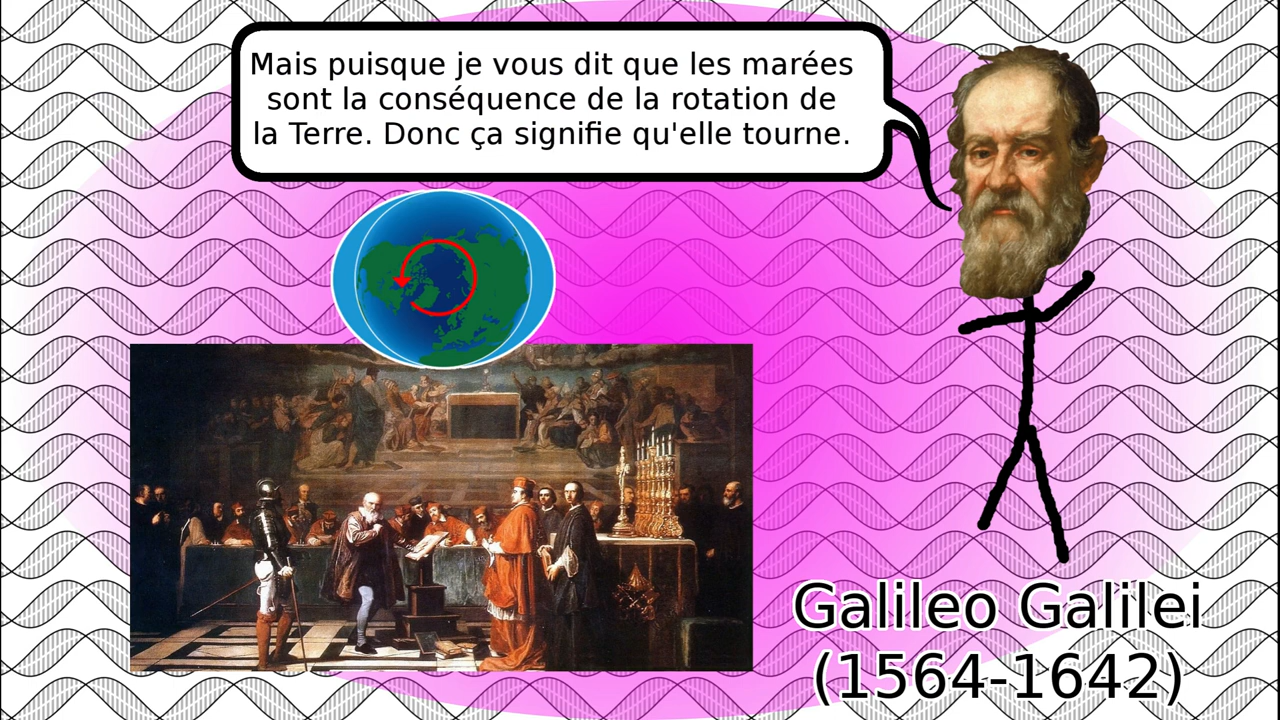 Mais puisque je vous dit que les marées
sont la conséquence de la rotation de
la Terre. Donc ça signifie qu'elle tourne.
Galileo Galilei
(1564-1642)